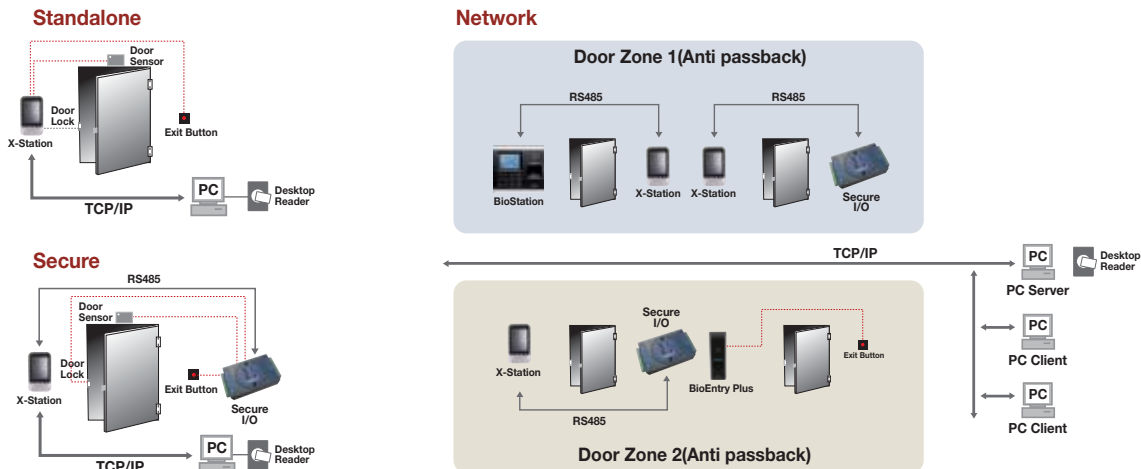 Standalone
Door
Sensor
Door
Lock
Exit Button
X-Station
PC
Desktop
Reader
TCP/IP
Secure
RS485
Door
Sensor
Door
Lock
X-Station
Exit Button
Secure
I/O
PC
Desktop
Reader
TCP/IP
Network
Door Zone 1(Anti passback)
RS485
RS485
BioStation
X-Station
X-Station
Secure
I/O
TCP/IP
PC
Desktop
Reader
PC Server
PC
PC Client
PC
PC Client
Secure
I/O
X-Station
BioEntry Plus
Exit Button
RS485
Door Zone 2(Anti passback)